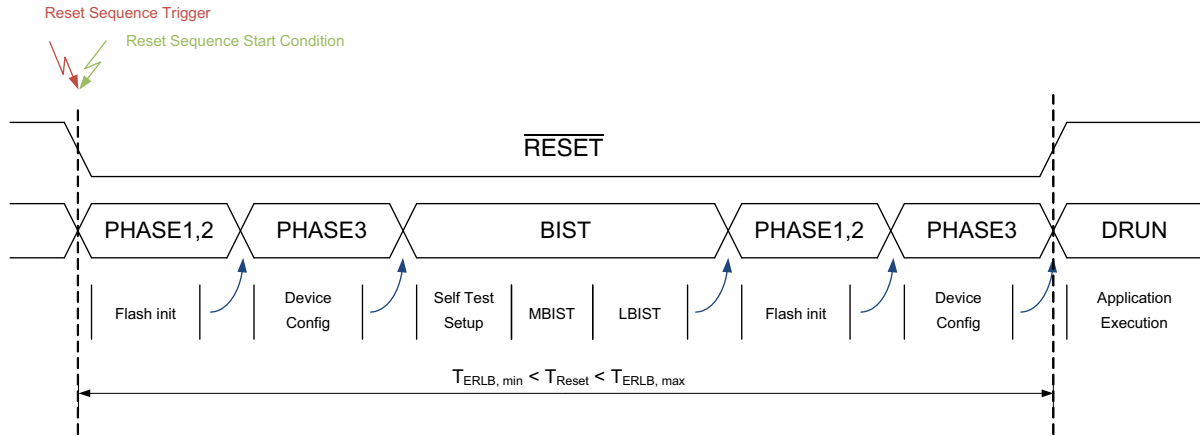 Reset Sequence Trigger
Reset Sequence Start Condition
RESET
PHASE1,2
PHASE3
BIST
PHASE1,2
PHASE3
DRUN
Flash init
Device
Config
Self Test
Setup
MBIST
LBIST
Flash init
Device
Config
Application
Execution
TERLB, min < TReset < TERLB, max